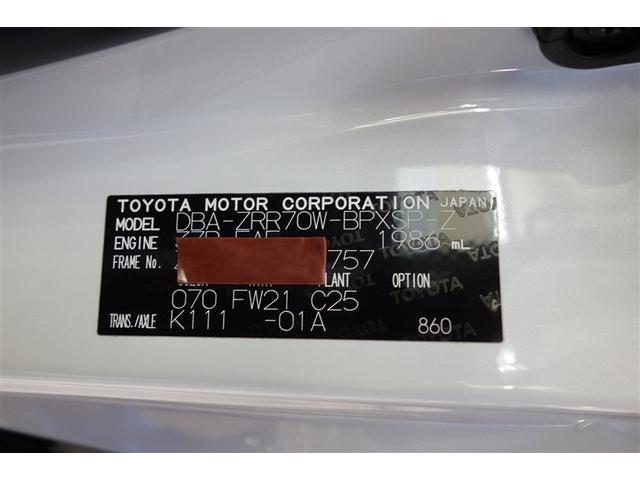 TOYOTA MOTOR CORPORATION JAPAN
MODEL DBA-ZRR70W-BPXSP-Z
ENGINE 1986 mL
FRAME No. 757
PLANT OPTION
070 FW21 C25
TRANS./AXLE K111 -01A 860
TOYOTA